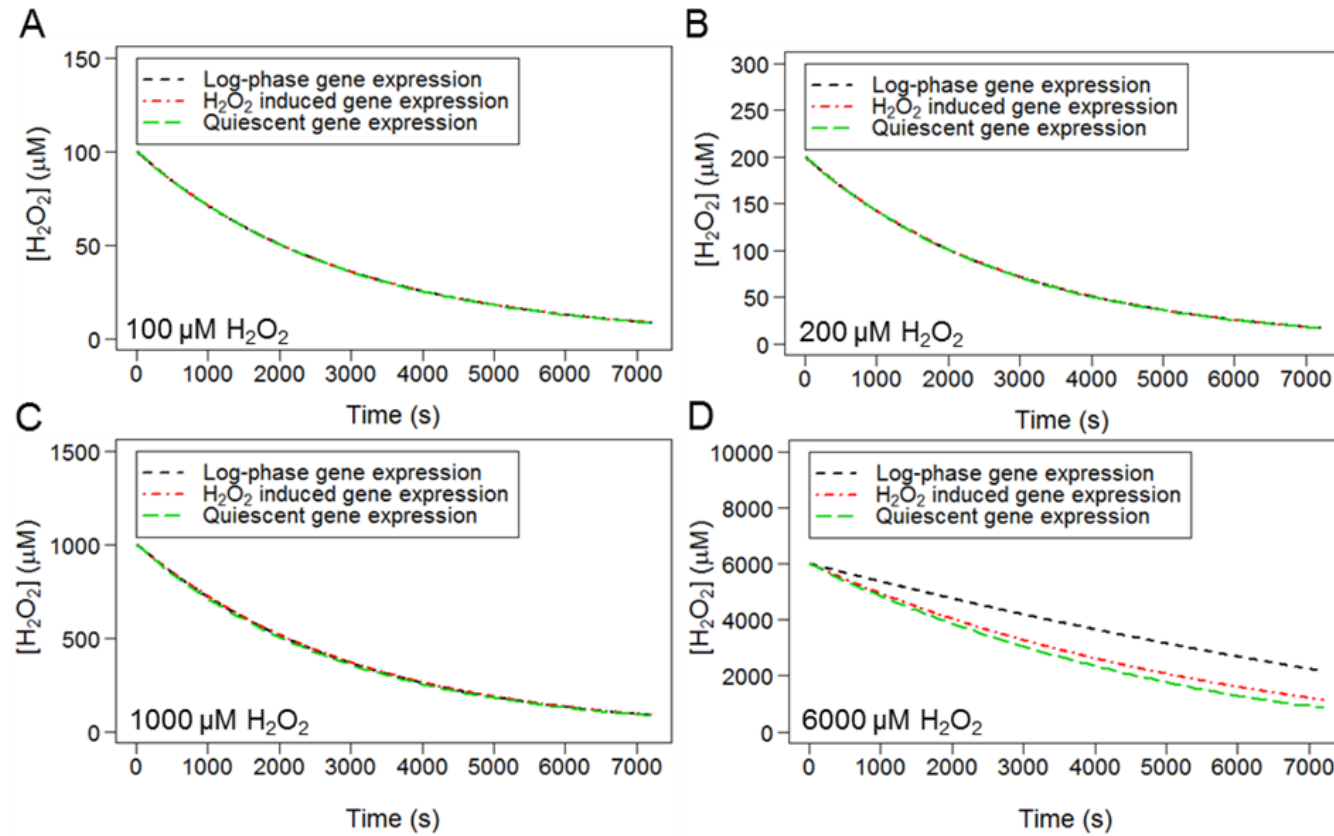 A
[H₂O₂] (μM)
150
100
50
0
Log-phase gene expression
H₂O₂ induced gene expression
Quiescent gene expression
100 μM H₂O₂
0 1000 2000 3000 4000 5000 6000 7000
Time (s)
B
[H₂O₂] (μM)
300
250
200
150
100
50
0
Log-phase gene expression
H₂O₂ induced gene expression
Quiescent gene expression
200 μM H₂O₂
0 1000 2000 3000 4000 5000 6000 7000
Time (s)
C
[H₂O₂] (μM)
1500
1000
500
0
Log-phase gene expression
H₂O₂ induced gene expression
Quiescent gene expression
1000 μM H₂O₂
0 1000 2000 3000 4000 5000 6000 7000
Time (s)
D
[H₂O₂] (μM)
10000
8000
6000
4000
2000
0
Log-phase gene expression
H₂O₂ induced gene expression
Quiescent gene expression
6000 μM H₂O₂
0 1000 2000 3000 4000 5000 6000 7000
Time (s)